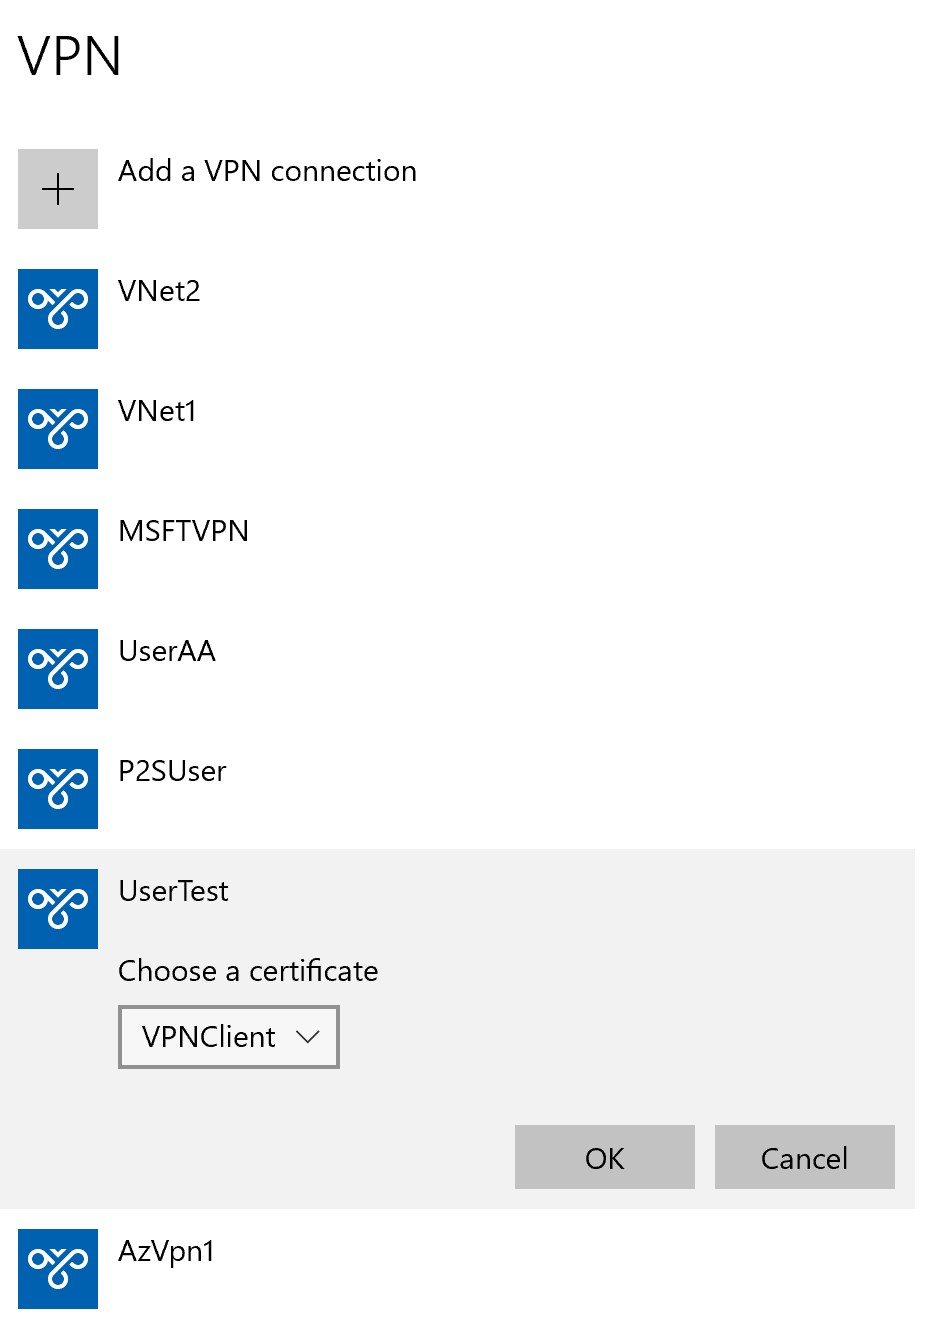 VPN
Add a VPN connection
VNet2
VNet1
MSFTVPN
UserAA
P2SUser
UserTest
Choose a certificate
VPNClient
OK Cancel
AzVpn1